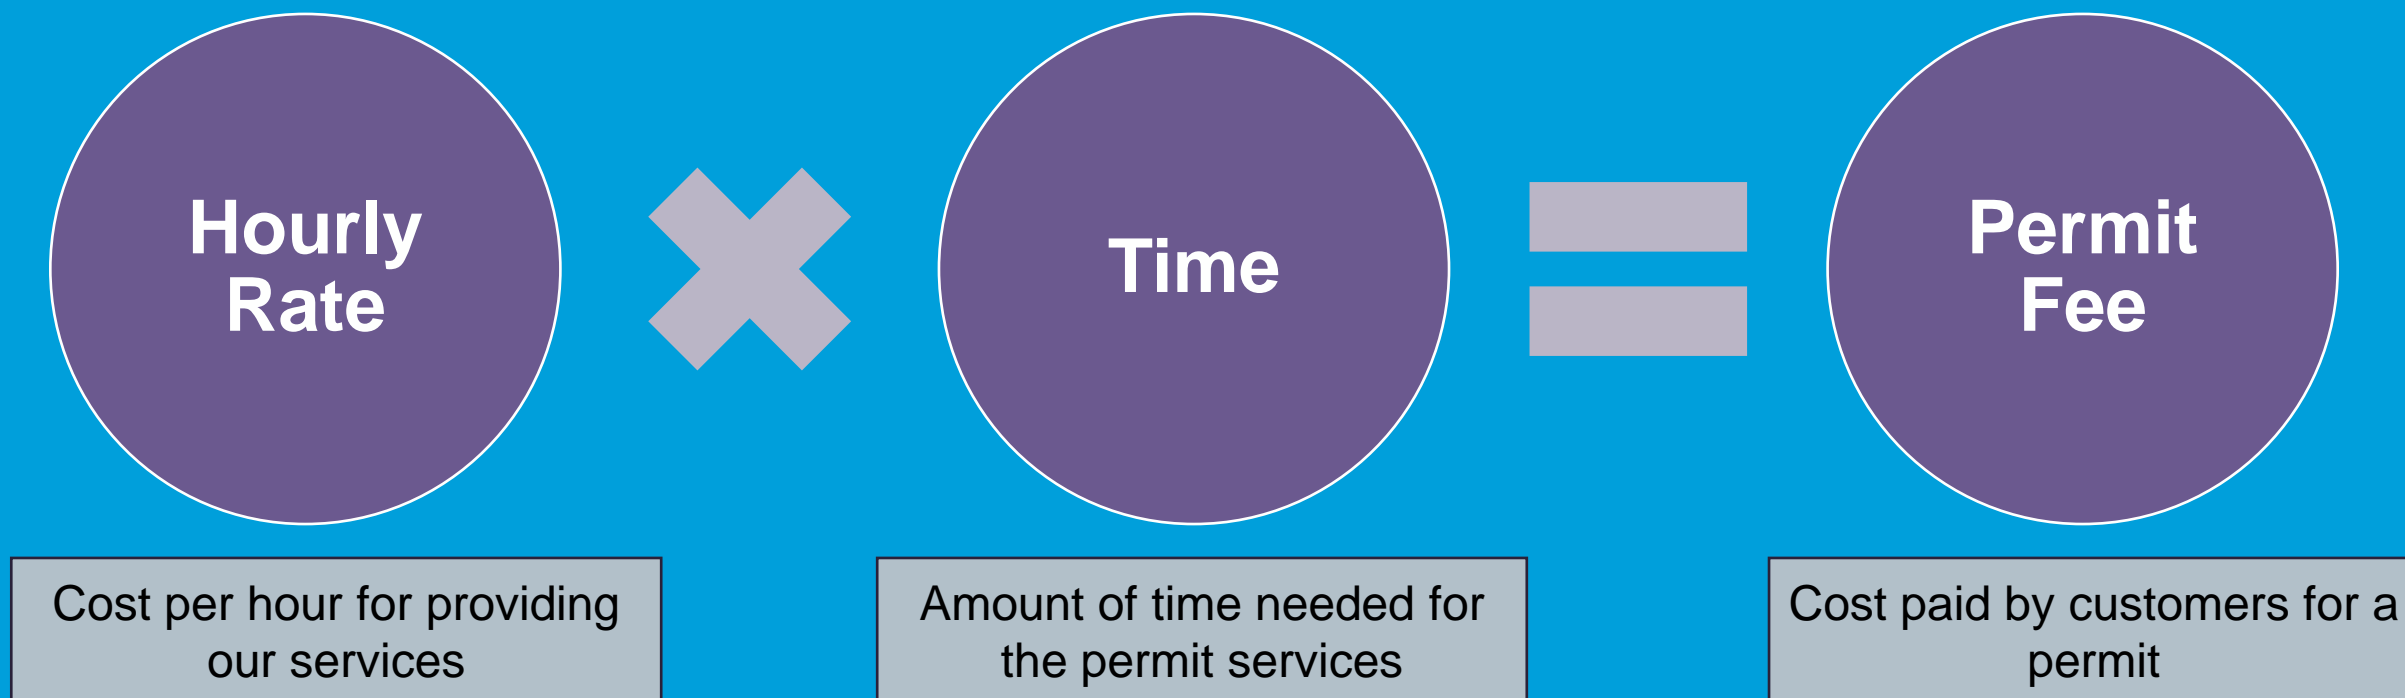 Hourly
Rate
Time
Permit
Fee
Cost per hour for providing
our services
Amount of time needed for
the permit services
Cost paid by customers for a
permit